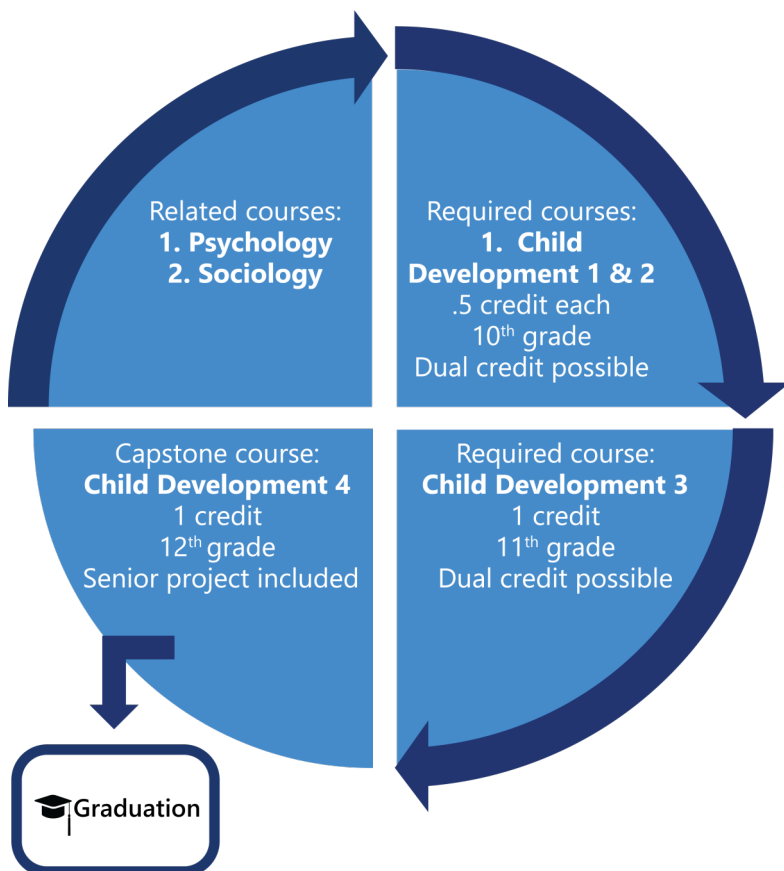 Related courses:
1. Psychology
2. Sociology
Required courses:
1. Child
Development 1 & 2
.5 credit each
10th grade
Dual credit possible
Required course:
Child Development 3
1 credit
11th grade
Dual credit possible
Capstone course:
Child Development 4
1 credit
12th grade
Senior project included
Graduation